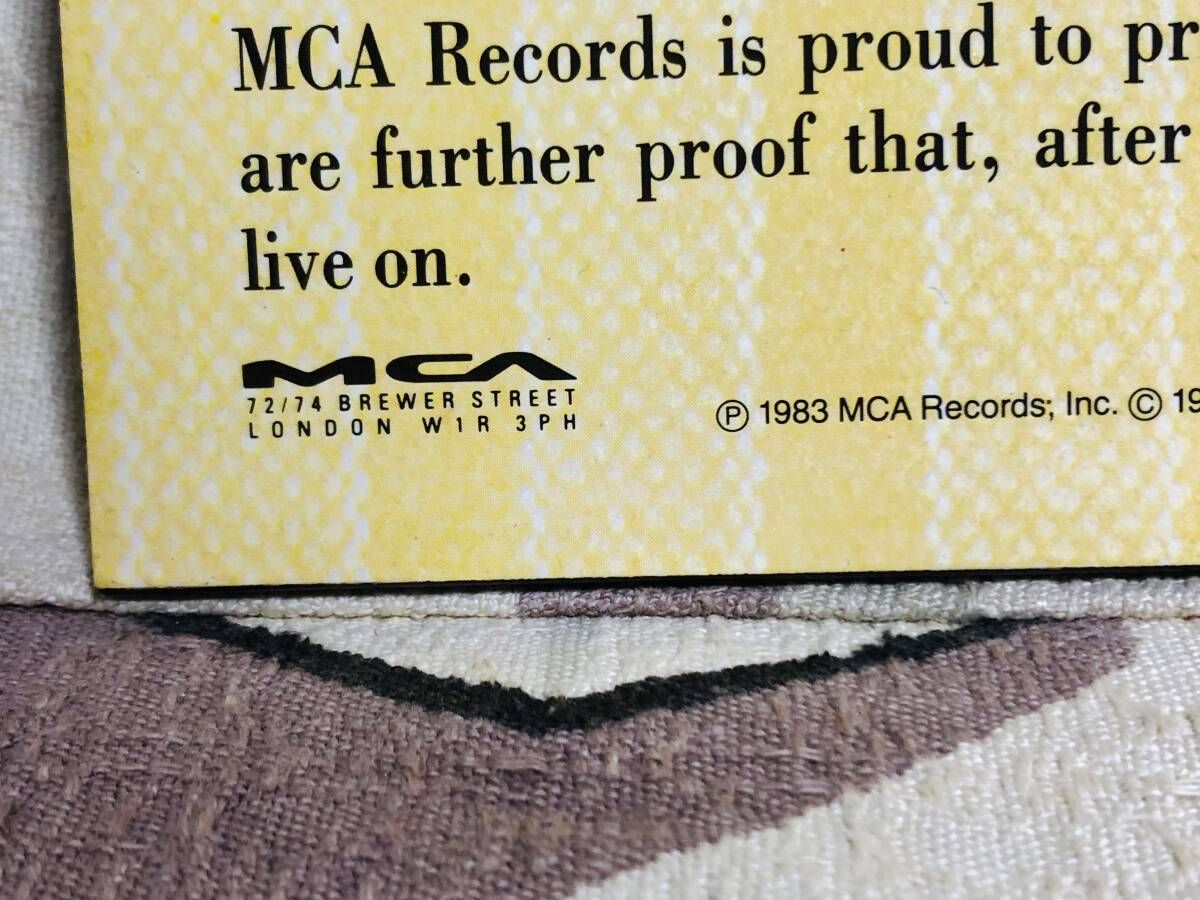 MCA Records is proud to pr
are further proof that, after
live on.
MCA
72/74 BREWER STREET
LONDON W1R 3PH
Ⓟ 1983 MCA Records, Inc. © 19